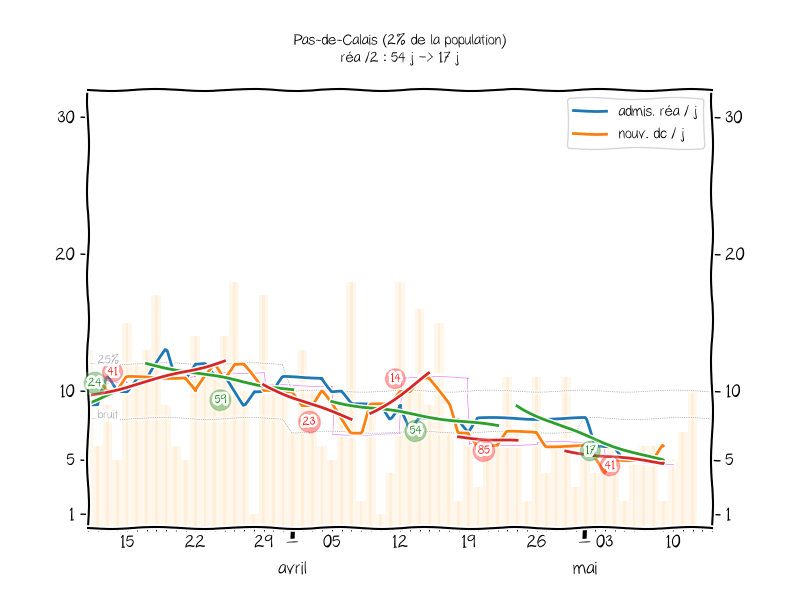 Pas-de-Calais (2% de la population)
réa /2 : 54 j -> 17 j
admis. réa / j
nouv. dc / j
30 30
20 20
10 10
5 5
1 1
25%
bruit
24 41 59 23 14 54 85 17 41
15 22 29 05 12 19 26 03 10
avril mai